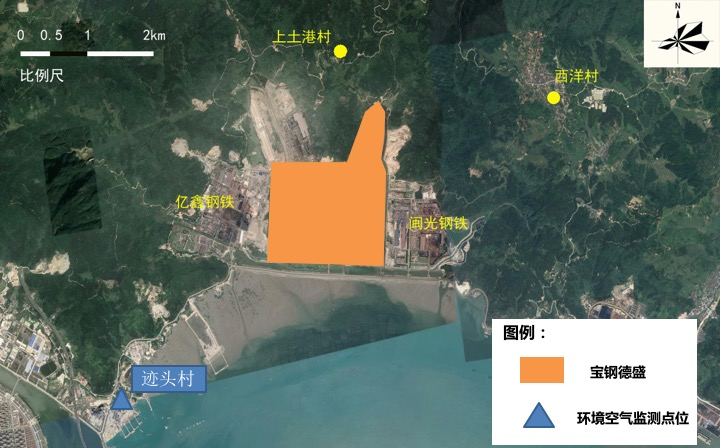 0 0.5 1 2km
比例尺
上土港村
N
西洋村
亿鑫钢铁
闽光钢铁
迹头村
图例：
宝钢德盛
环境空气监测点位